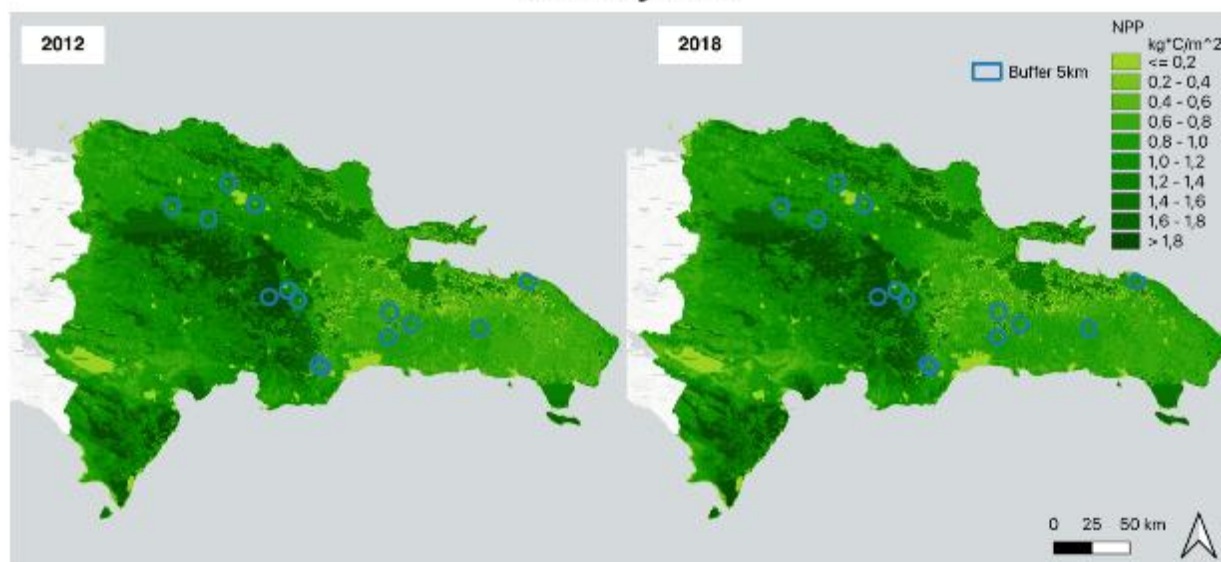 2012
2018
Buffer 5km
NPP
kg*C/m^2
<= 0,2
0,2 - 0,4
0,4 - 0,6
0,6 - 0,8
0,8 - 1,0
1,0 - 1,2
1,2 - 1,4
1,4 - 1,6
1,6 - 1,8
> 1,8
0 25 50 km